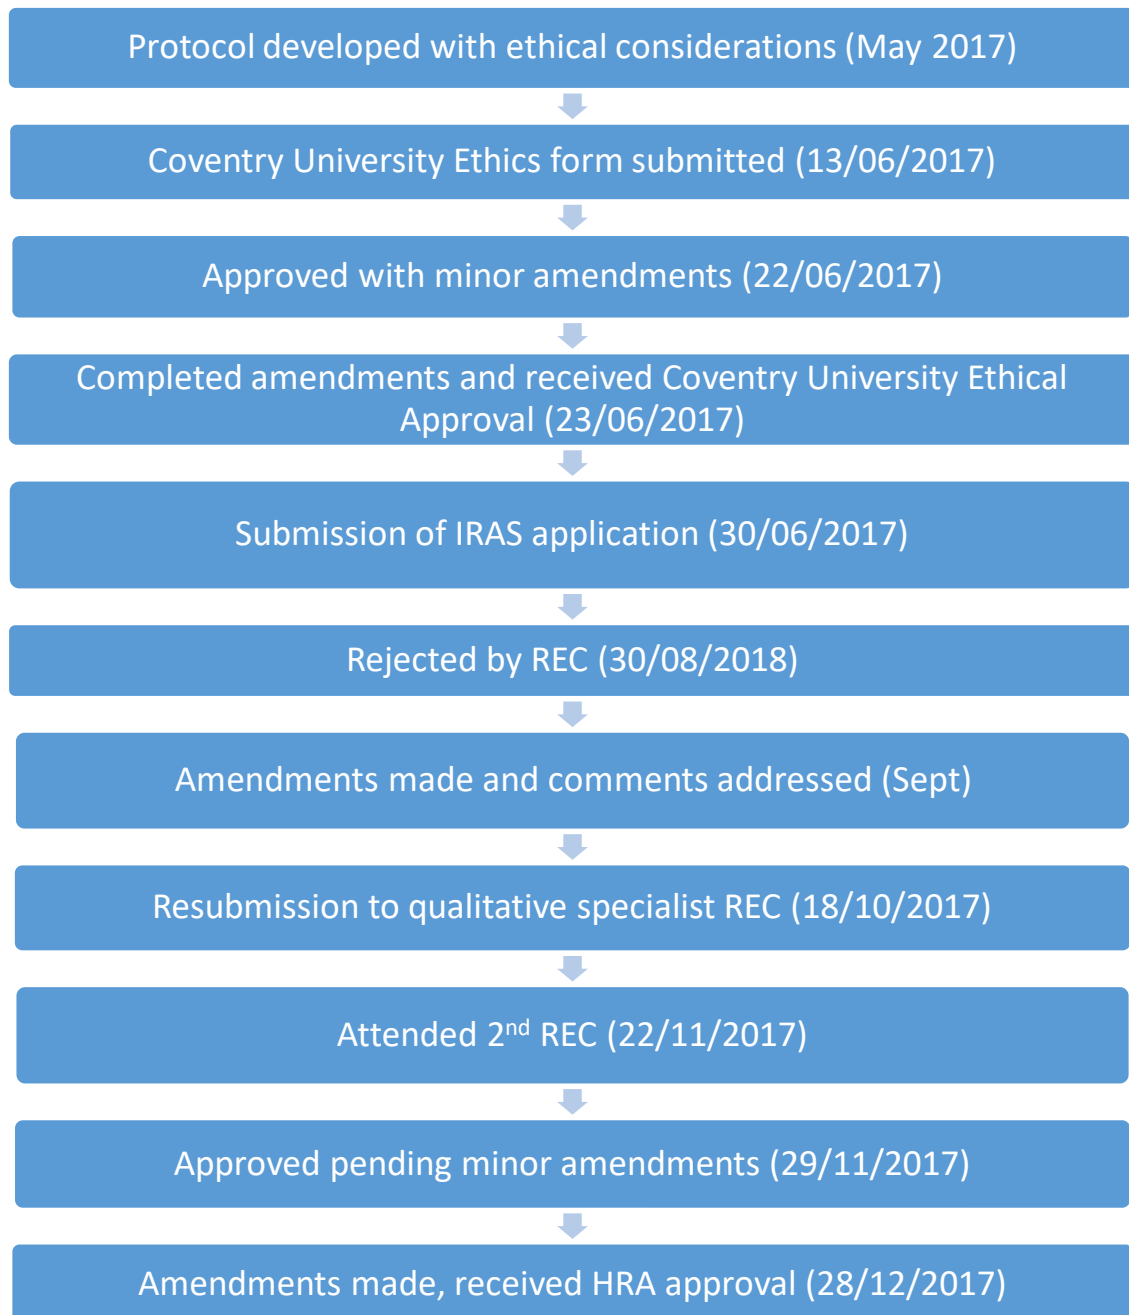 Protocol developed with ethical considerations (May 2017)
Coventry University Ethics form submitted (13/06/2017)
Approved with minor amendments (22/06/2017)
Completed amendments and received Coventry University Ethical
Approval (23/06/2017)
Submission of IRAS application (30/06/2017)
Rejected by REC (30/08/2018)
Amendments made and comments addressed (Sept)
Resubmission to qualitative specialist REC (18/10/2017)
Attended 2nd REC (22/11/2017)
Approved pending minor amendments (29/11/2017)
Amendments made, received HRA approval (28/12/2017)